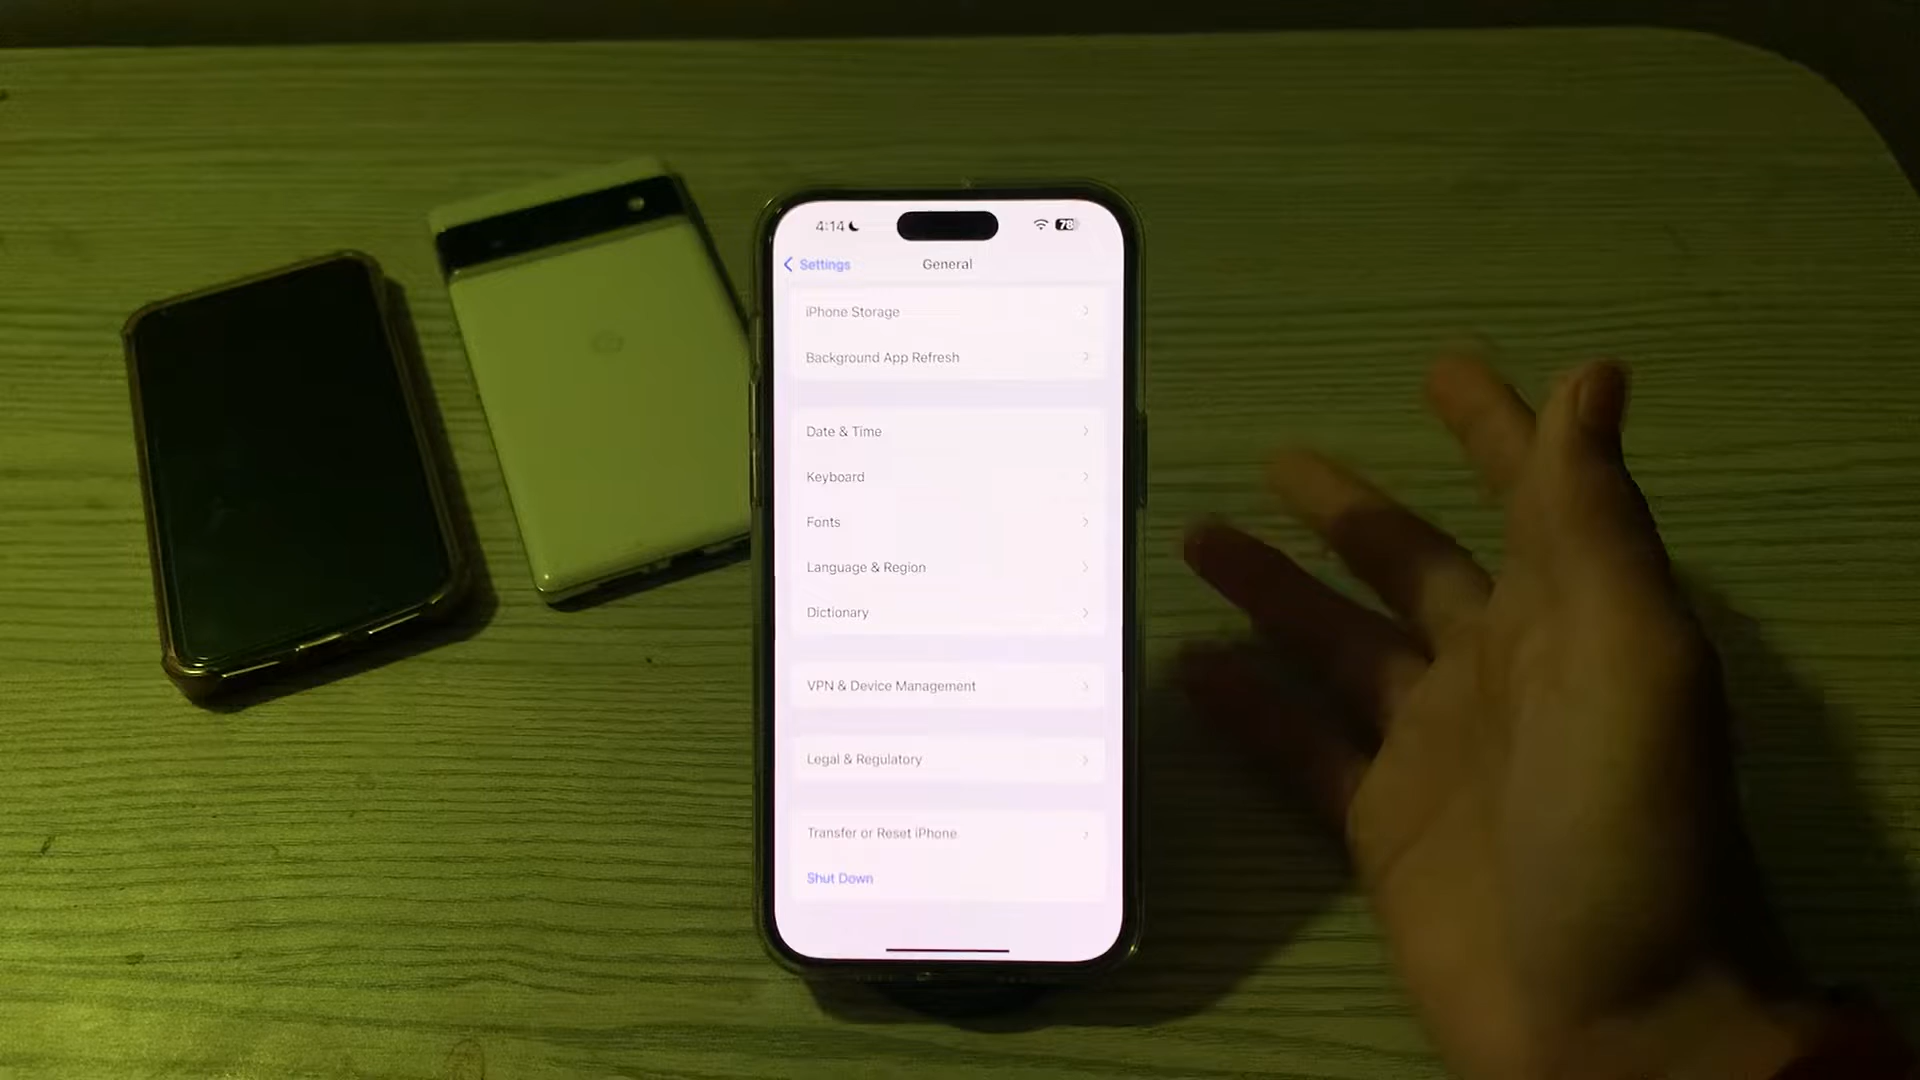 4:14
78
Settings
General
iPhone Storage
Background App Refresh
Date & Time
Keyboard
Fonts
Language & Region
Dictionary
VPN & Device Management
Legal & Regulatory
Transfer or Reset iPhone
Shut Down